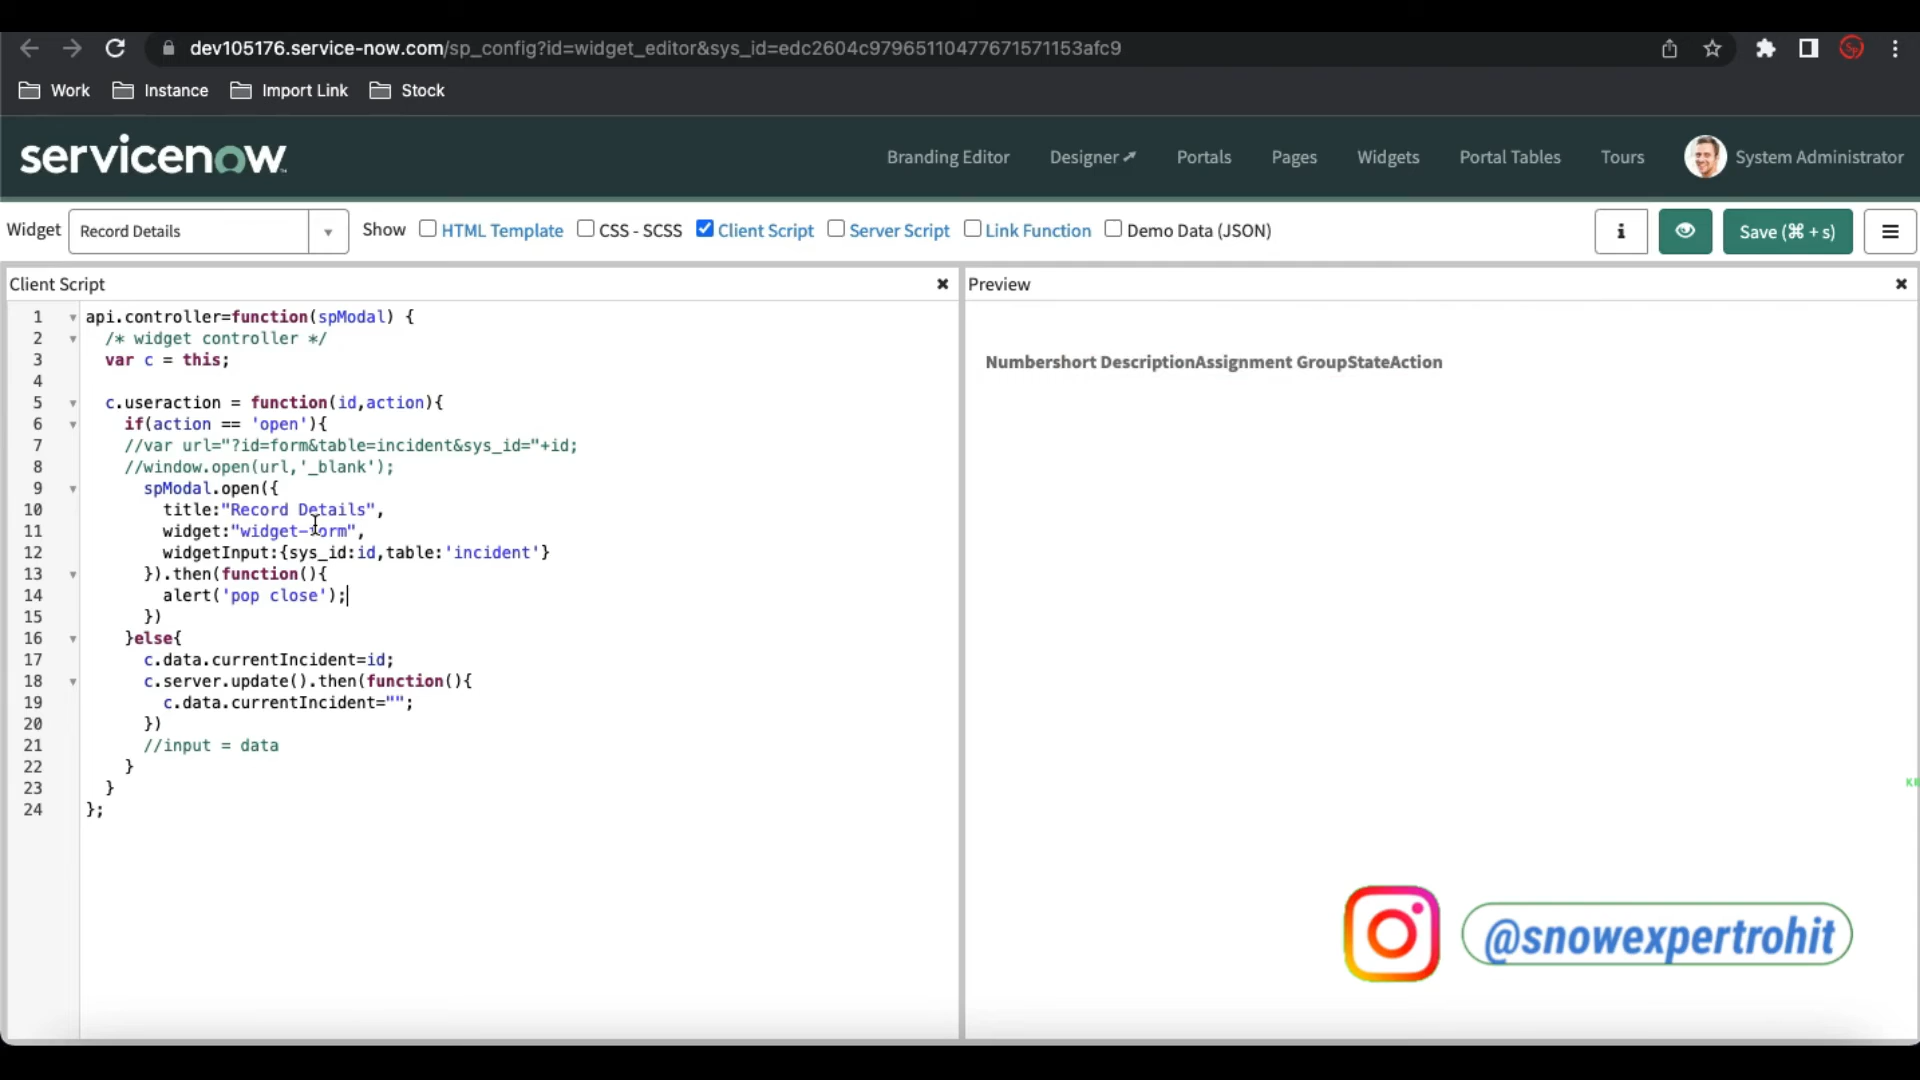 dev105176.service-now.com/sp_config?id=widget_editor&sys_id=edc2604c97965110477671571153afc9
Work Instance Import Link Stock
servicenow
Branding Editor Designer Portals Pages Widgets Portal Tables Tours System Administrator
Widget Record Details Show HTML Template CSS - SCSS Client Script Server Script Link Function Demo Data (JSON) i Save (⌘ + s)
Client Script
Preview
1 api.controller=function(spModal) {
2 /* widget controller */
3 var c = this;
4
5 c.useraction = function(id,action){
6 if(action == 'open'){
7 //var url="?id=form&table=incident&sys_id="+id;
8 //window.open(url,'_blank');
9 spModal.open({
10 title:"Record Details",
11 widget:"widget-form",
12 widgetInput:{sys_id:id,table:'incident'}
13 }).then(function(){
14 alert('pop close');
15 })
16 }else{
17 c.data.currentIncident=id;
18 c.server.update().then(function(){
19 c.data.currentIncident="";
20 })
21 //input = data
22 }
23 }
24 };
Numbershort DescriptionAssignment GroupStateAction
@snowexpertrohit